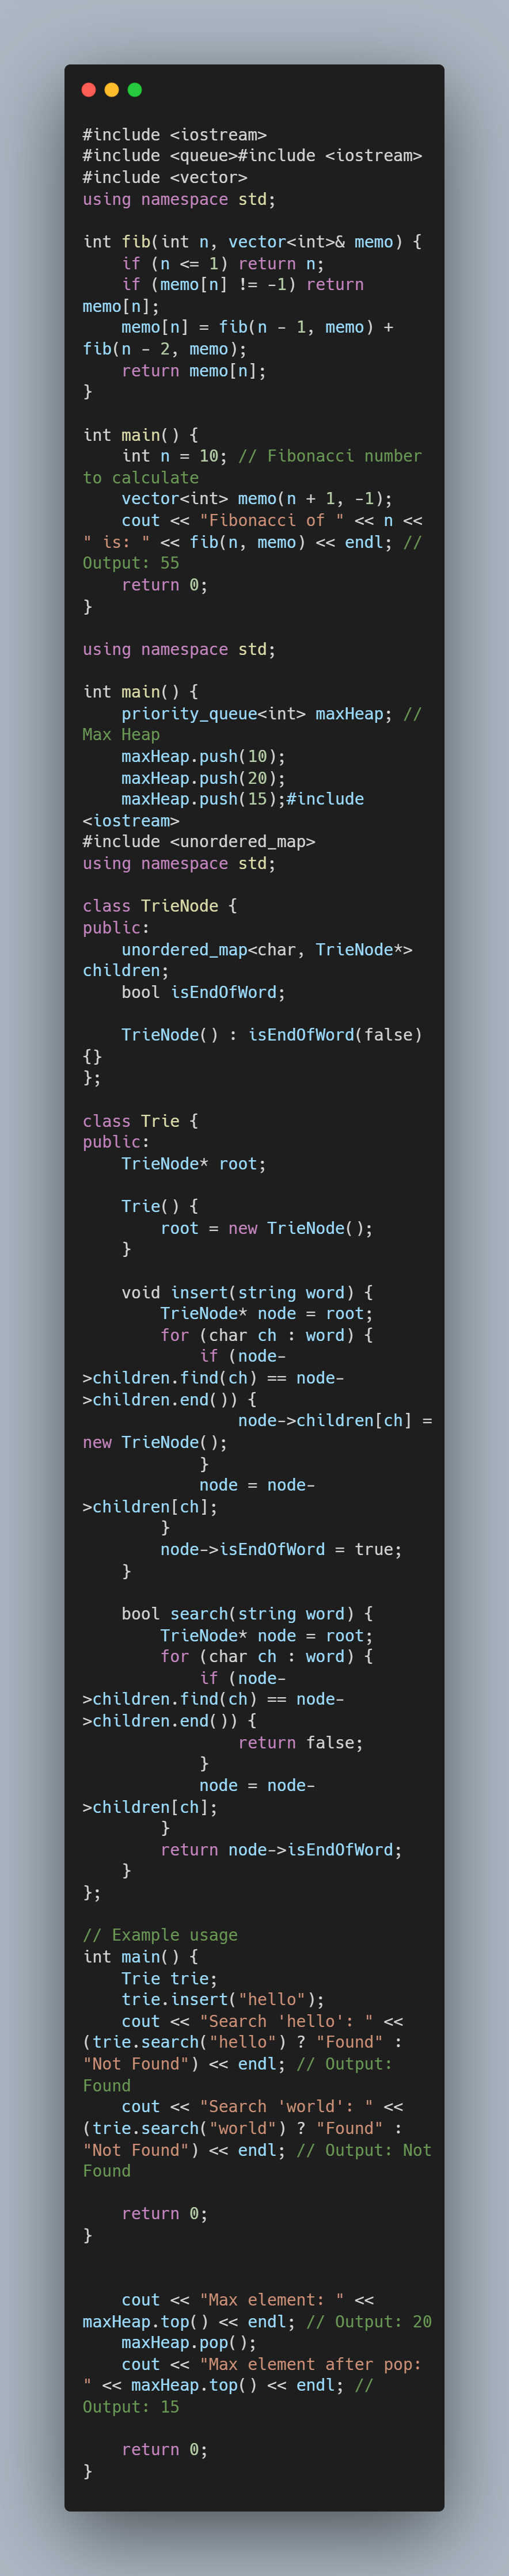 #include <iostream>
#include <queue>#include <iostream>
#include <vector>
using namespace std;

int fib(int n, vector<int>& memo) {
    if (n <= 1) return n;
    if (memo[n] != -1) return
memo[n];
    memo[n] = fib(n - 1, memo) +
fib(n - 2, memo);
    return memo[n];
}

int main() {
    int n = 10; // Fibonacci number
to calculate
    vector<int> memo(n + 1, -1);
    cout << "Fibonacci of " << n <<
" is: " << fib(n, memo) << endl; //
Output: 55
    return 0;
}

using namespace std;

int main() {
    priority_queue<int> maxHeap; //
Max Heap
    maxHeap.push(10);
    maxHeap.push(20);
    maxHeap.push(15);#include
<iostream>
#include <unordered_map>
using namespace std;

class TrieNode {
public:
    unordered_map<char, TrieNode*>
children;
    bool isEndOfWord;

    TrieNode() : isEndOfWord(false)
{}
};

class Trie {
public:
    TrieNode* root;

    Trie() {
        root = new TrieNode();
    }

    void insert(string word) {
        TrieNode* node = root;
        for (char ch : word) {
            if (node-
>children.find(ch) == node-
>children.end()) {
                node->children[ch] =
new TrieNode();
            }
            node = node-
>children[ch];
        }
        node->isEndOfWord = true;
    }

    bool search(string word) {
        TrieNode* node = root;
        for (char ch : word) {
            if (node-
>children.find(ch) == node-
>children.end()) {
                return false;
            }
            node = node-
>children[ch];
        }
        return node->isEndOfWord;
    }
};

// Example usage
int main() {
    Trie trie;
    trie.insert("hello");
    cout << "Search 'hello': " <<
(trie.search("hello") ? "Found" :
"Not Found") << endl; // Output:
Found
    cout << "Search 'world': " <<
(trie.search("world") ? "Found" :
"Not Found") << endl; // Output: Not
Found

    return 0;
}


    cout << "Max element: " <<
maxHeap.top() << endl; // Output: 20
    maxHeap.pop();
    cout << "Max element after pop:
" << maxHeap.top() << endl; //
Output: 15

    return 0;
}